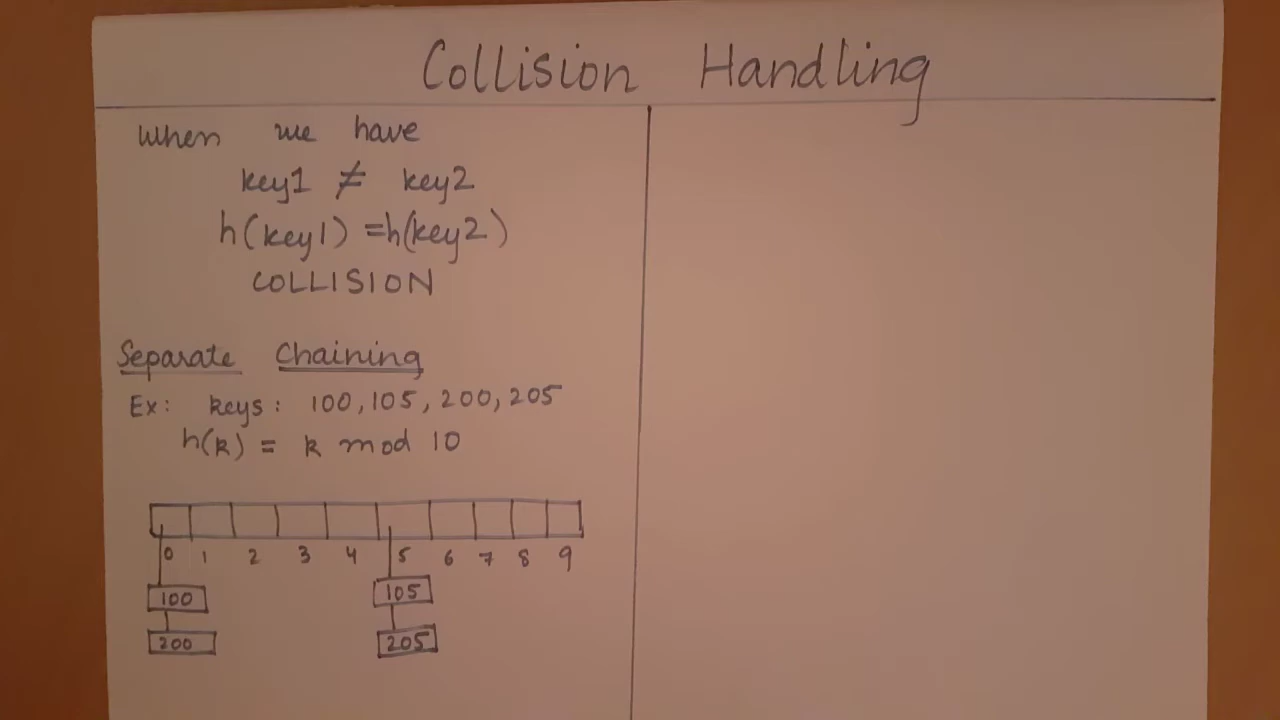 Collision Handling
when we have
key1 ≠ key2
h(key1) = h(key2)
COLLISION
Separate Chaining
Ex: keys: 100, 105, 200, 205
h(k) = k mod 10
0 1 2 3 4 5 6 7 8 9
100 105
200 205